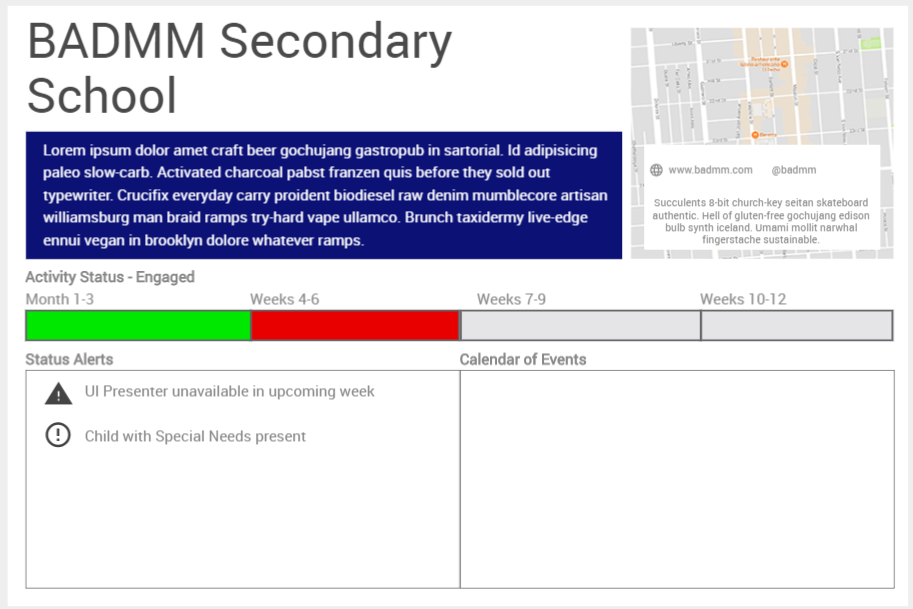 BADMM Secondary
School
Lorem ipsum dolor amet craft beer gochujang gastropub in sartorial. Id adipisicing
paleo slow-carb. Activated charcoal pabst franzen quis before they sold out
typewriter. Crucifix everyday carry proident biodiesel raw denim mumblecore artisan
williamsburg man braid ramps try-hard vape ullamco. Brunch taxidermy live-edge
ennui vegan in brooklyn dolore whatever ramps.
www.badmm.com @badmm
Succulents 8-bit church-key seitan skateboard
authentic. Hell of gluten-free gochujang edison
bulb synth iceland. Umami mollit narwhal
fingerstache sustainable.
Activity Status - Engaged
Month 1-3 Weeks 4-6 Weeks 7-9 Weeks 10-12
Status Alerts
UI Presenter unavailable in upcoming week
Child with Special Needs present
Calendar of Events